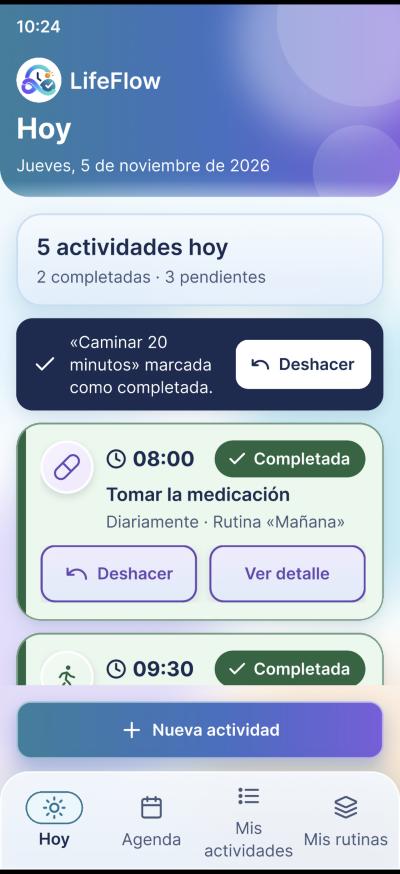 10:24
LifeFlow
Hoy
Jueves, 5 de noviembre de 2026
5 actividades hoy
2 completadas · 3 pendientes
«Caminar 20
minutos» marcada
como completada.
Deshacer
08:00
Completada
Tomar la medicación
Diariamente · Rutina «Mañana»
Deshacer
Ver detalle
09:30
Completada
Nueva actividad
Hoy
Agenda
Mis
actividades
Mis rutinas